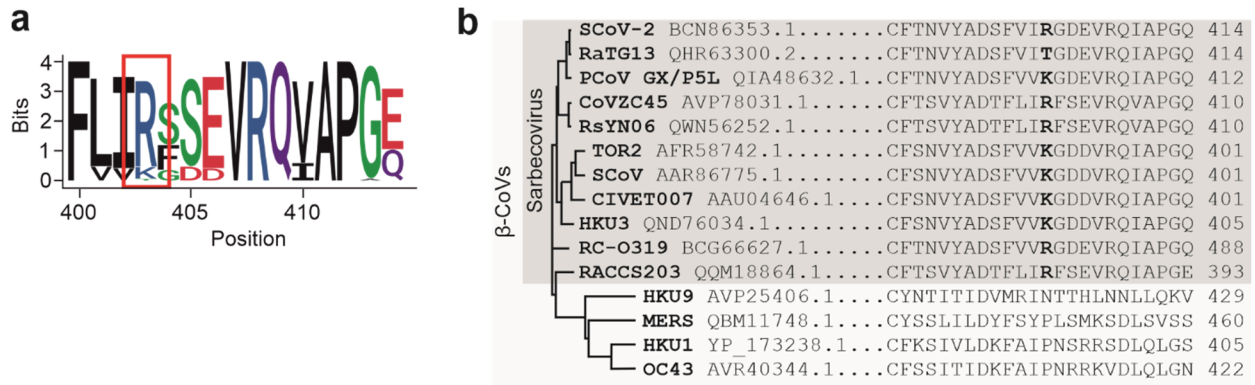 a
4
3
2
1
0
Bits
FLIRSSEVRQVAPGE
VVKFDDIQ
G
400 405 410
Position
b
β-CoVs
Sarbecovirus
SCoV-2 BCN86353.1........CFTNVYADSFVIRGDEVRQIAPGQ 414
RaTG13 QHR63300.2........CFTNVYADSFVITGDEVRQIAPGQ 414
PCoV GX/P5L QIA48632.1...CFTNVYADSFVVKGDEVRQIAPGQ 412
CoVZC45 AVP78031.1.......CFTSVYADTFLIRFSEVRQVAPGQ 410
RsYN06 QWN56252.1........CFTSVYADTFLIRFSEVRQVAPGQ 410
TOR2 AFR58742.1.........CFSNVYADSFVVKGDDVRQIAPGQ 401
SCoV AAR86775.1.........CFSNVYADSFVVKGDDVRQIAPGQ 401
CIVET007 AAU04646.1.....CFSNVYADSFVVKGDDVRQIAPGQ 401
HKU3 QND76034.1..........CFSNVYADSFVVKGDDVRQIAPGQ 405
RC-O319 BCG66627.1.......CFTNVYADSFVVRGDEVRQIAPGQ 488
RACCS203 QQM18864.1......CFTSVYADTFLIRFSEVRQIAPGE 393
HKU9 AVP25406.1....CYNTITIDVMRINTTHLNNLLQKV 429
MERS QBM11748.1....CYSSLILDYFSYPLSMKSDLSVSS 460
HKU1 YP_173238.1...CFKSIVLDKFAIPNSRRSDLQLGS 405
OC43 AVR40344.1....CFSSITIDKFAIPNRRKVDLQLGN 422